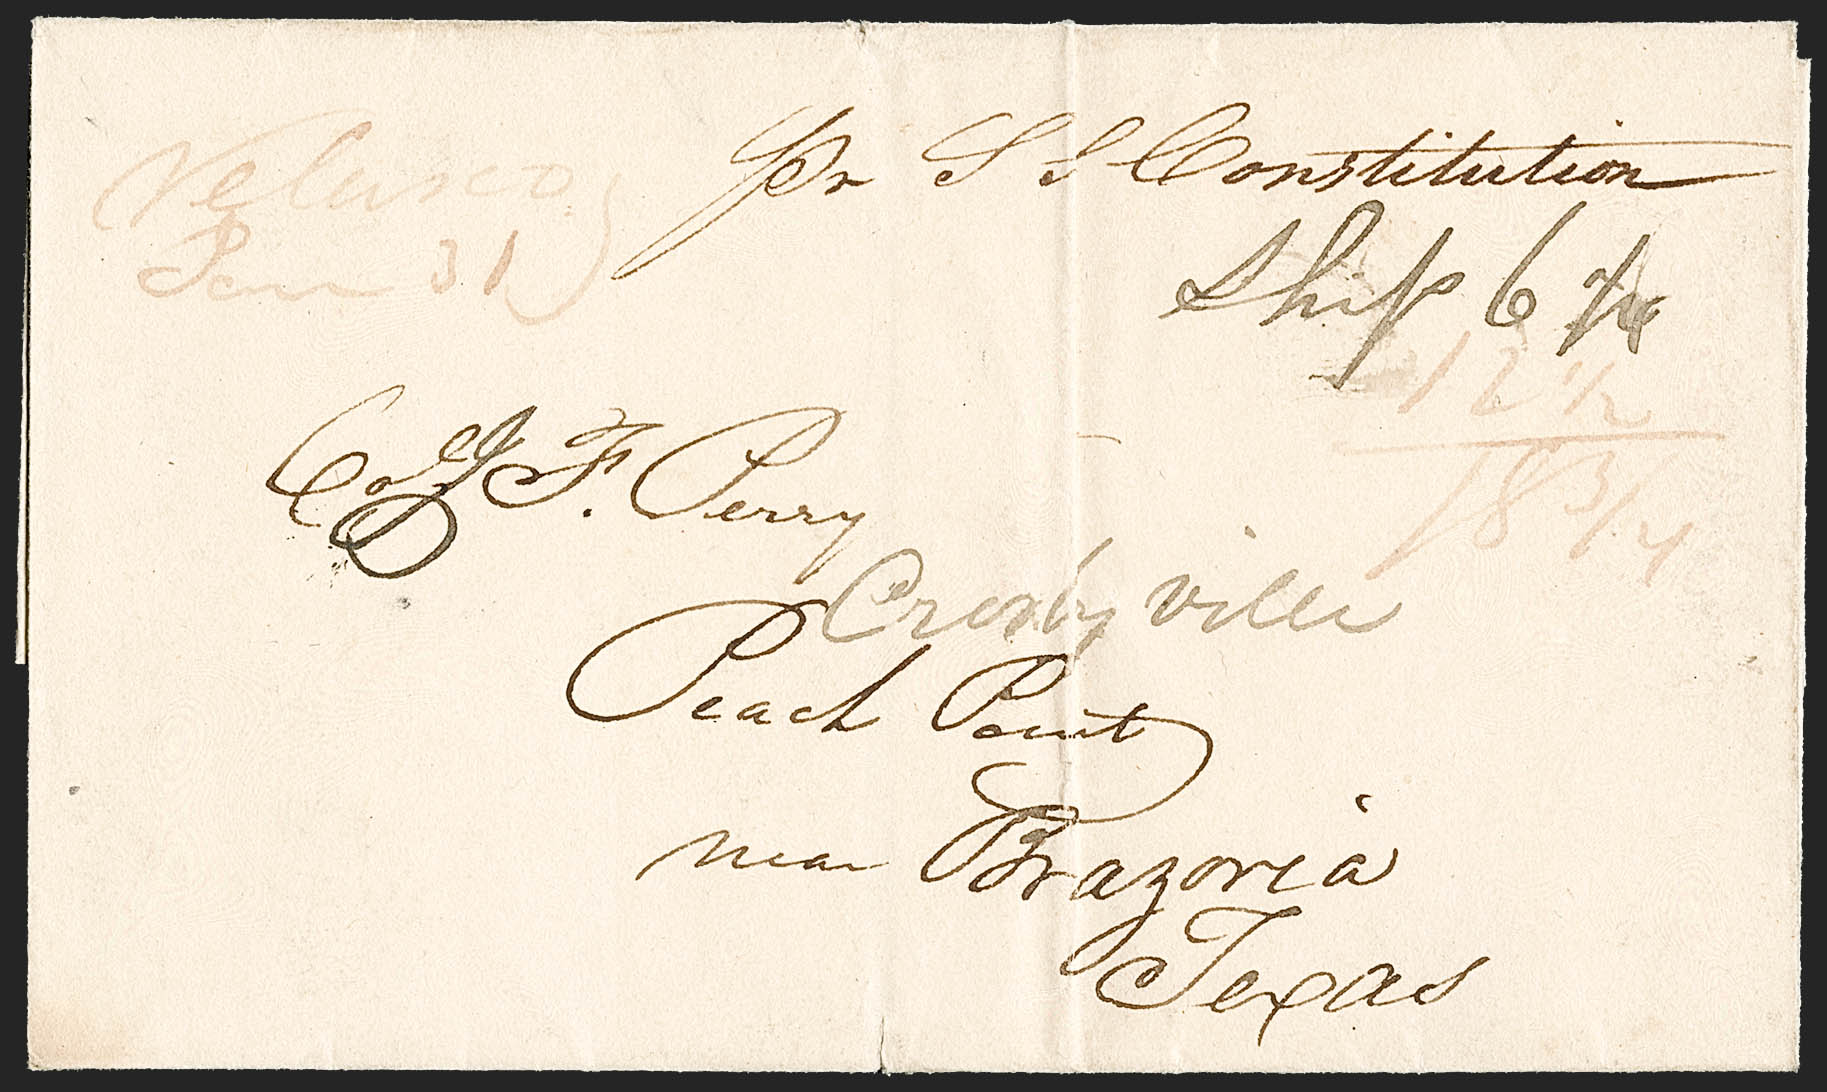 Velasco
Jan 31
Pr S S Constitution
Ship 6 1/4
12 1/2
18 3/4
Col J. F. Perry
Crosbyville
Peach Point
near Brazoria
Texas